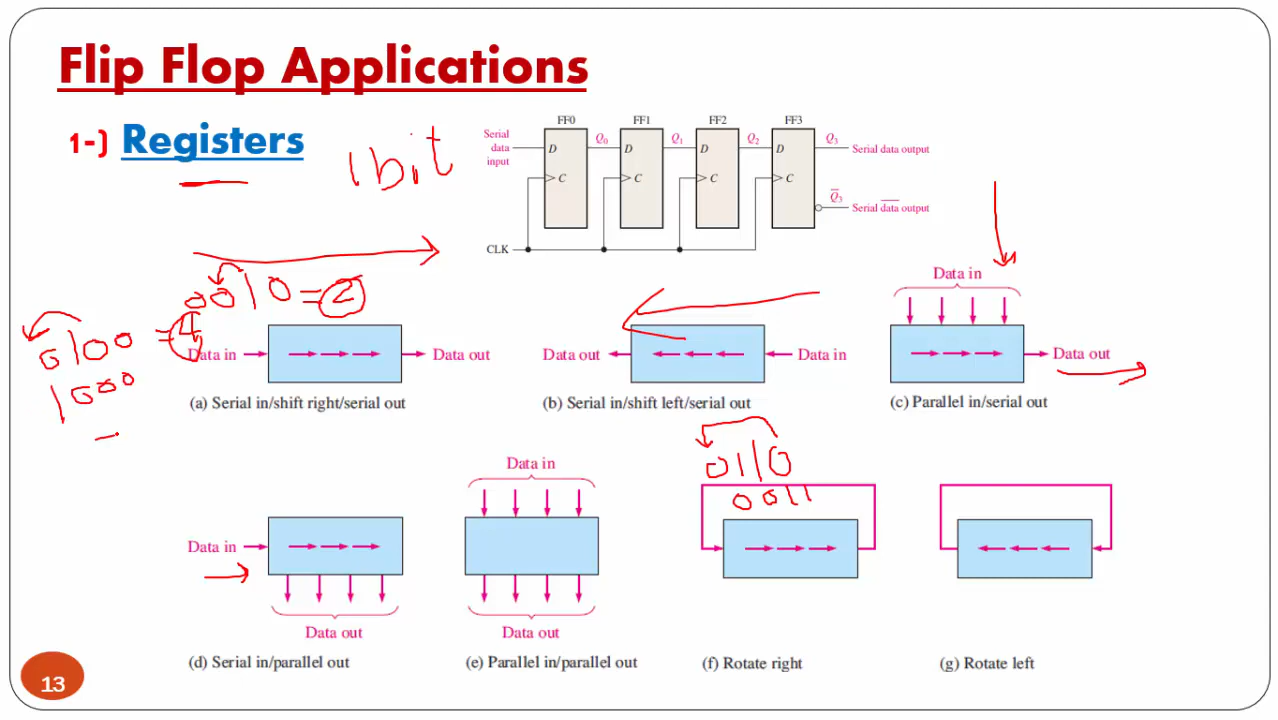 Flip Flop Applications
1-) Registers
1bit
FF0 FF1 FF2 FF3
Serial data input
D Q0 D Q1 D Q2 D Q3 Serial data output
C C C C
Q̅3 Serial d̅a̅t̅a̅ output
CLK
0010 = 2
0100 = 4
1000
Data in Data out
(a) Serial in/shift right/serial out
Data out Data in
(b) Serial in/shift left/serial out
Data in
Data out
(c) Parallel in/serial out
Data in
Data out
(d) Serial in/parallel out
Data in
Data out
(e) Parallel in/parallel out
0110
0011
(f) Rotate right
(g) Rotate left
13